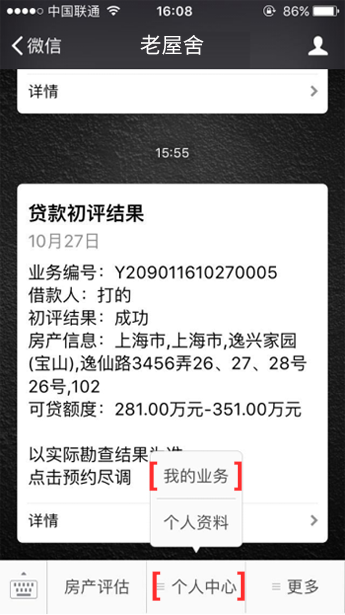 中国联通
16:08
86%
微信
老屋舍
详情
15:55
贷款初评结果
10月27日
业务编号：Y209011610270005
借款人：打的
初评结果：成功
房产信息：上海市,上海市,逸兴家园
(宝山),逸仙路3456弄26、27、28号
26号,102
可贷额度：281.00万元-351.00万元
以实际勘查结果为准
点击预约尽调
我的业务
个人资料
详情
房产评估
个人中心
更多